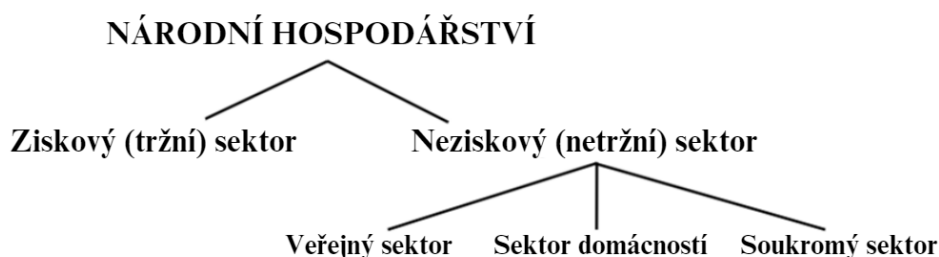 NÁRODNÍ HOSPODÁŘSTVÍ
Ziskový (tržní) sektor Neziskový (netržní) sektor
Veřejný sektor Sektor domácností Soukromý sektor